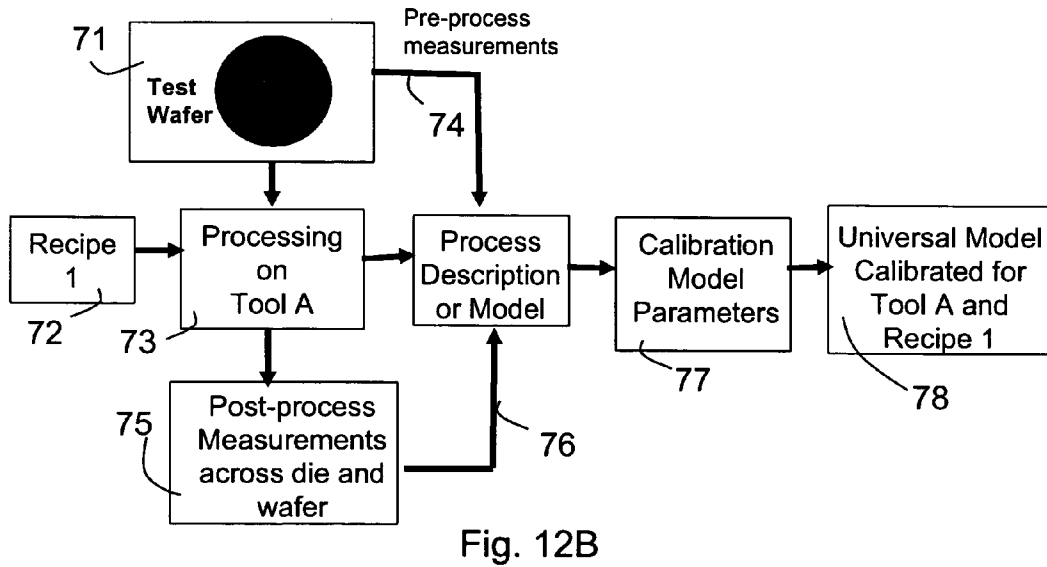 71
Test
Wafer
Pre-process
measurements
74
Recipe
1
72
Processing
on
Tool A
73
Process
Description
or Model
Calibration
Model
Parameters
77
Universal Model
Calibrated for
Tool A and
Recipe 1
78
75
Post-process
Measurements
across die and
wafer
76
Fig. 12B